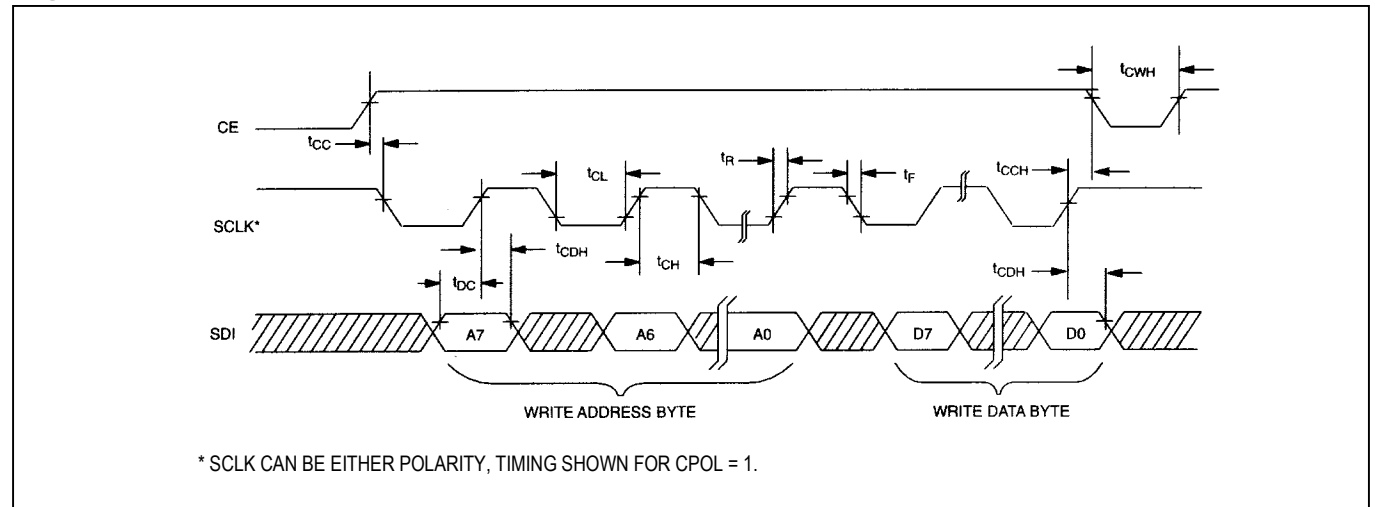 tCWH
CE
tCC
tCL
tR
tF
tCCH
SCLK*
tCDH
tCH
tCDH
tDC
SDI
A7
A6
A0
D7
D0
WRITE ADDRESS BYTE
WRITE DATA BYTE
* SCLK CAN BE EITHER POLARITY, TIMING SHOWN FOR CPOL = 1.